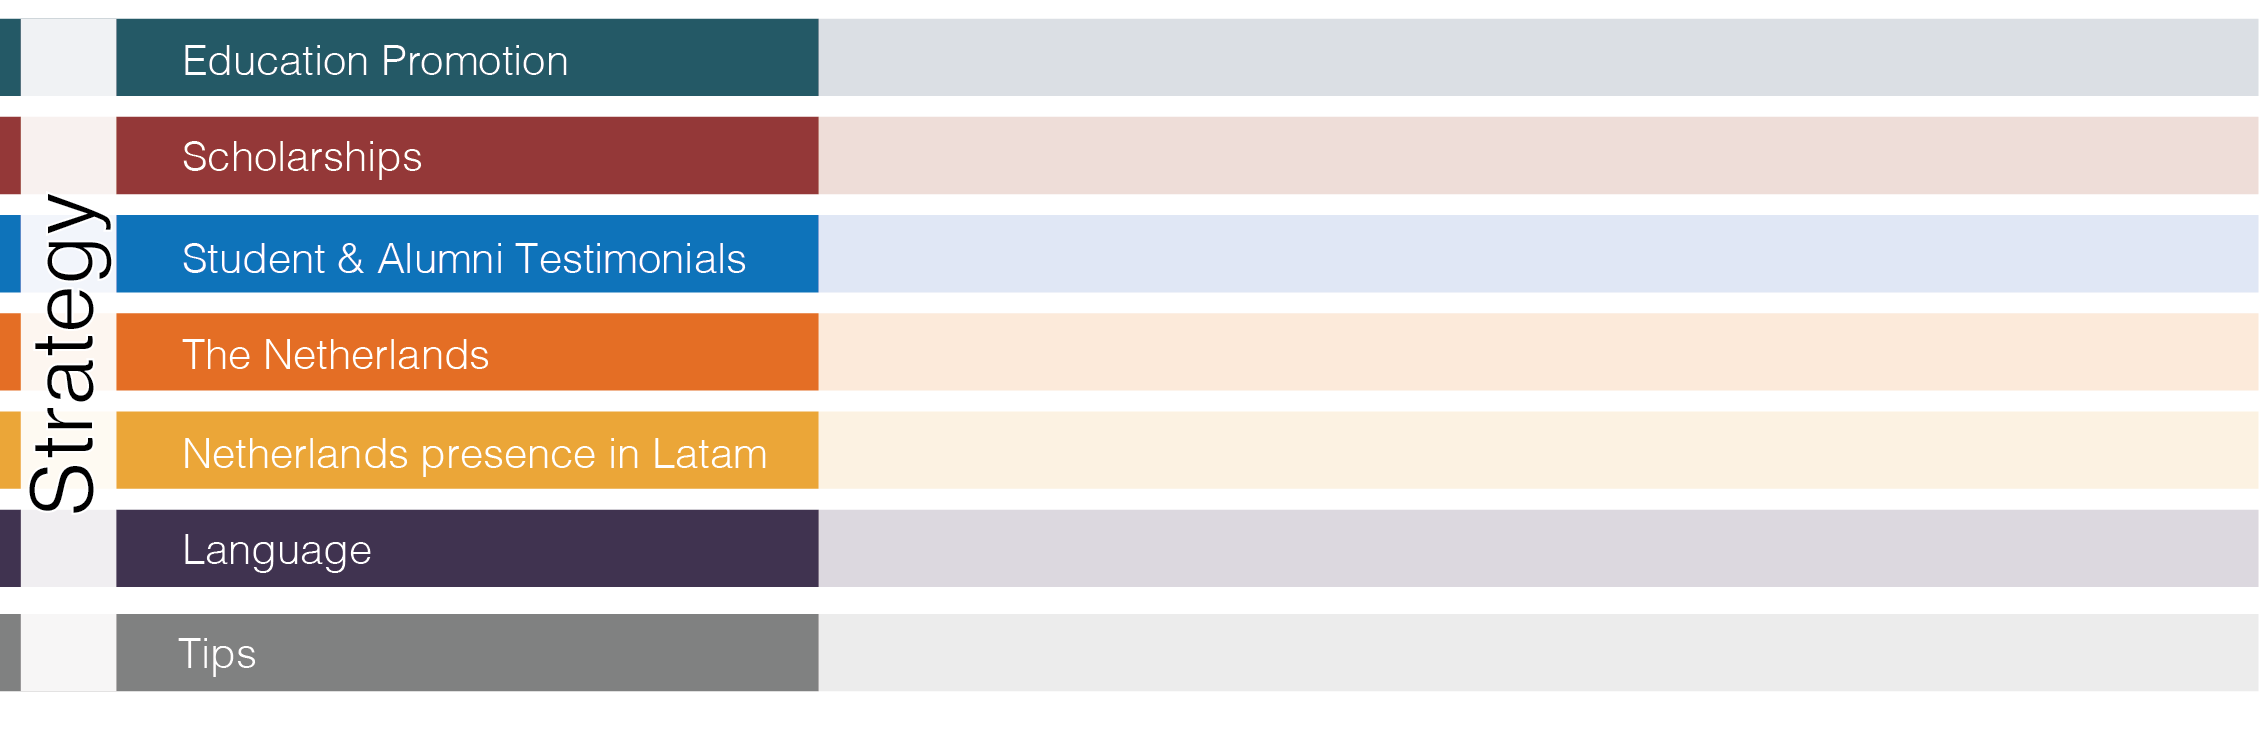 Strategy
Education Promotion
Scholarships
Student & Alumni Testimonials
The Netherlands
Netherlands presence in Latam
Language
Tips